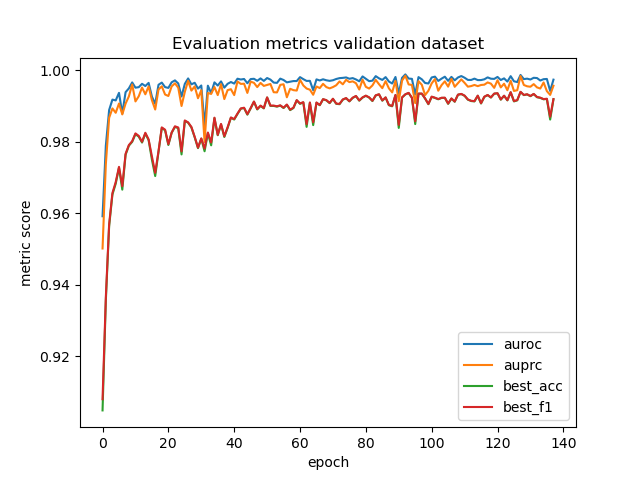 Evaluation metrics validation dataset
metric score
1.00
0.98
0.96
0.94
0.92
0
20
40
60
80
100
120
140
epoch
auroc
auprc
best_acc
best_f1